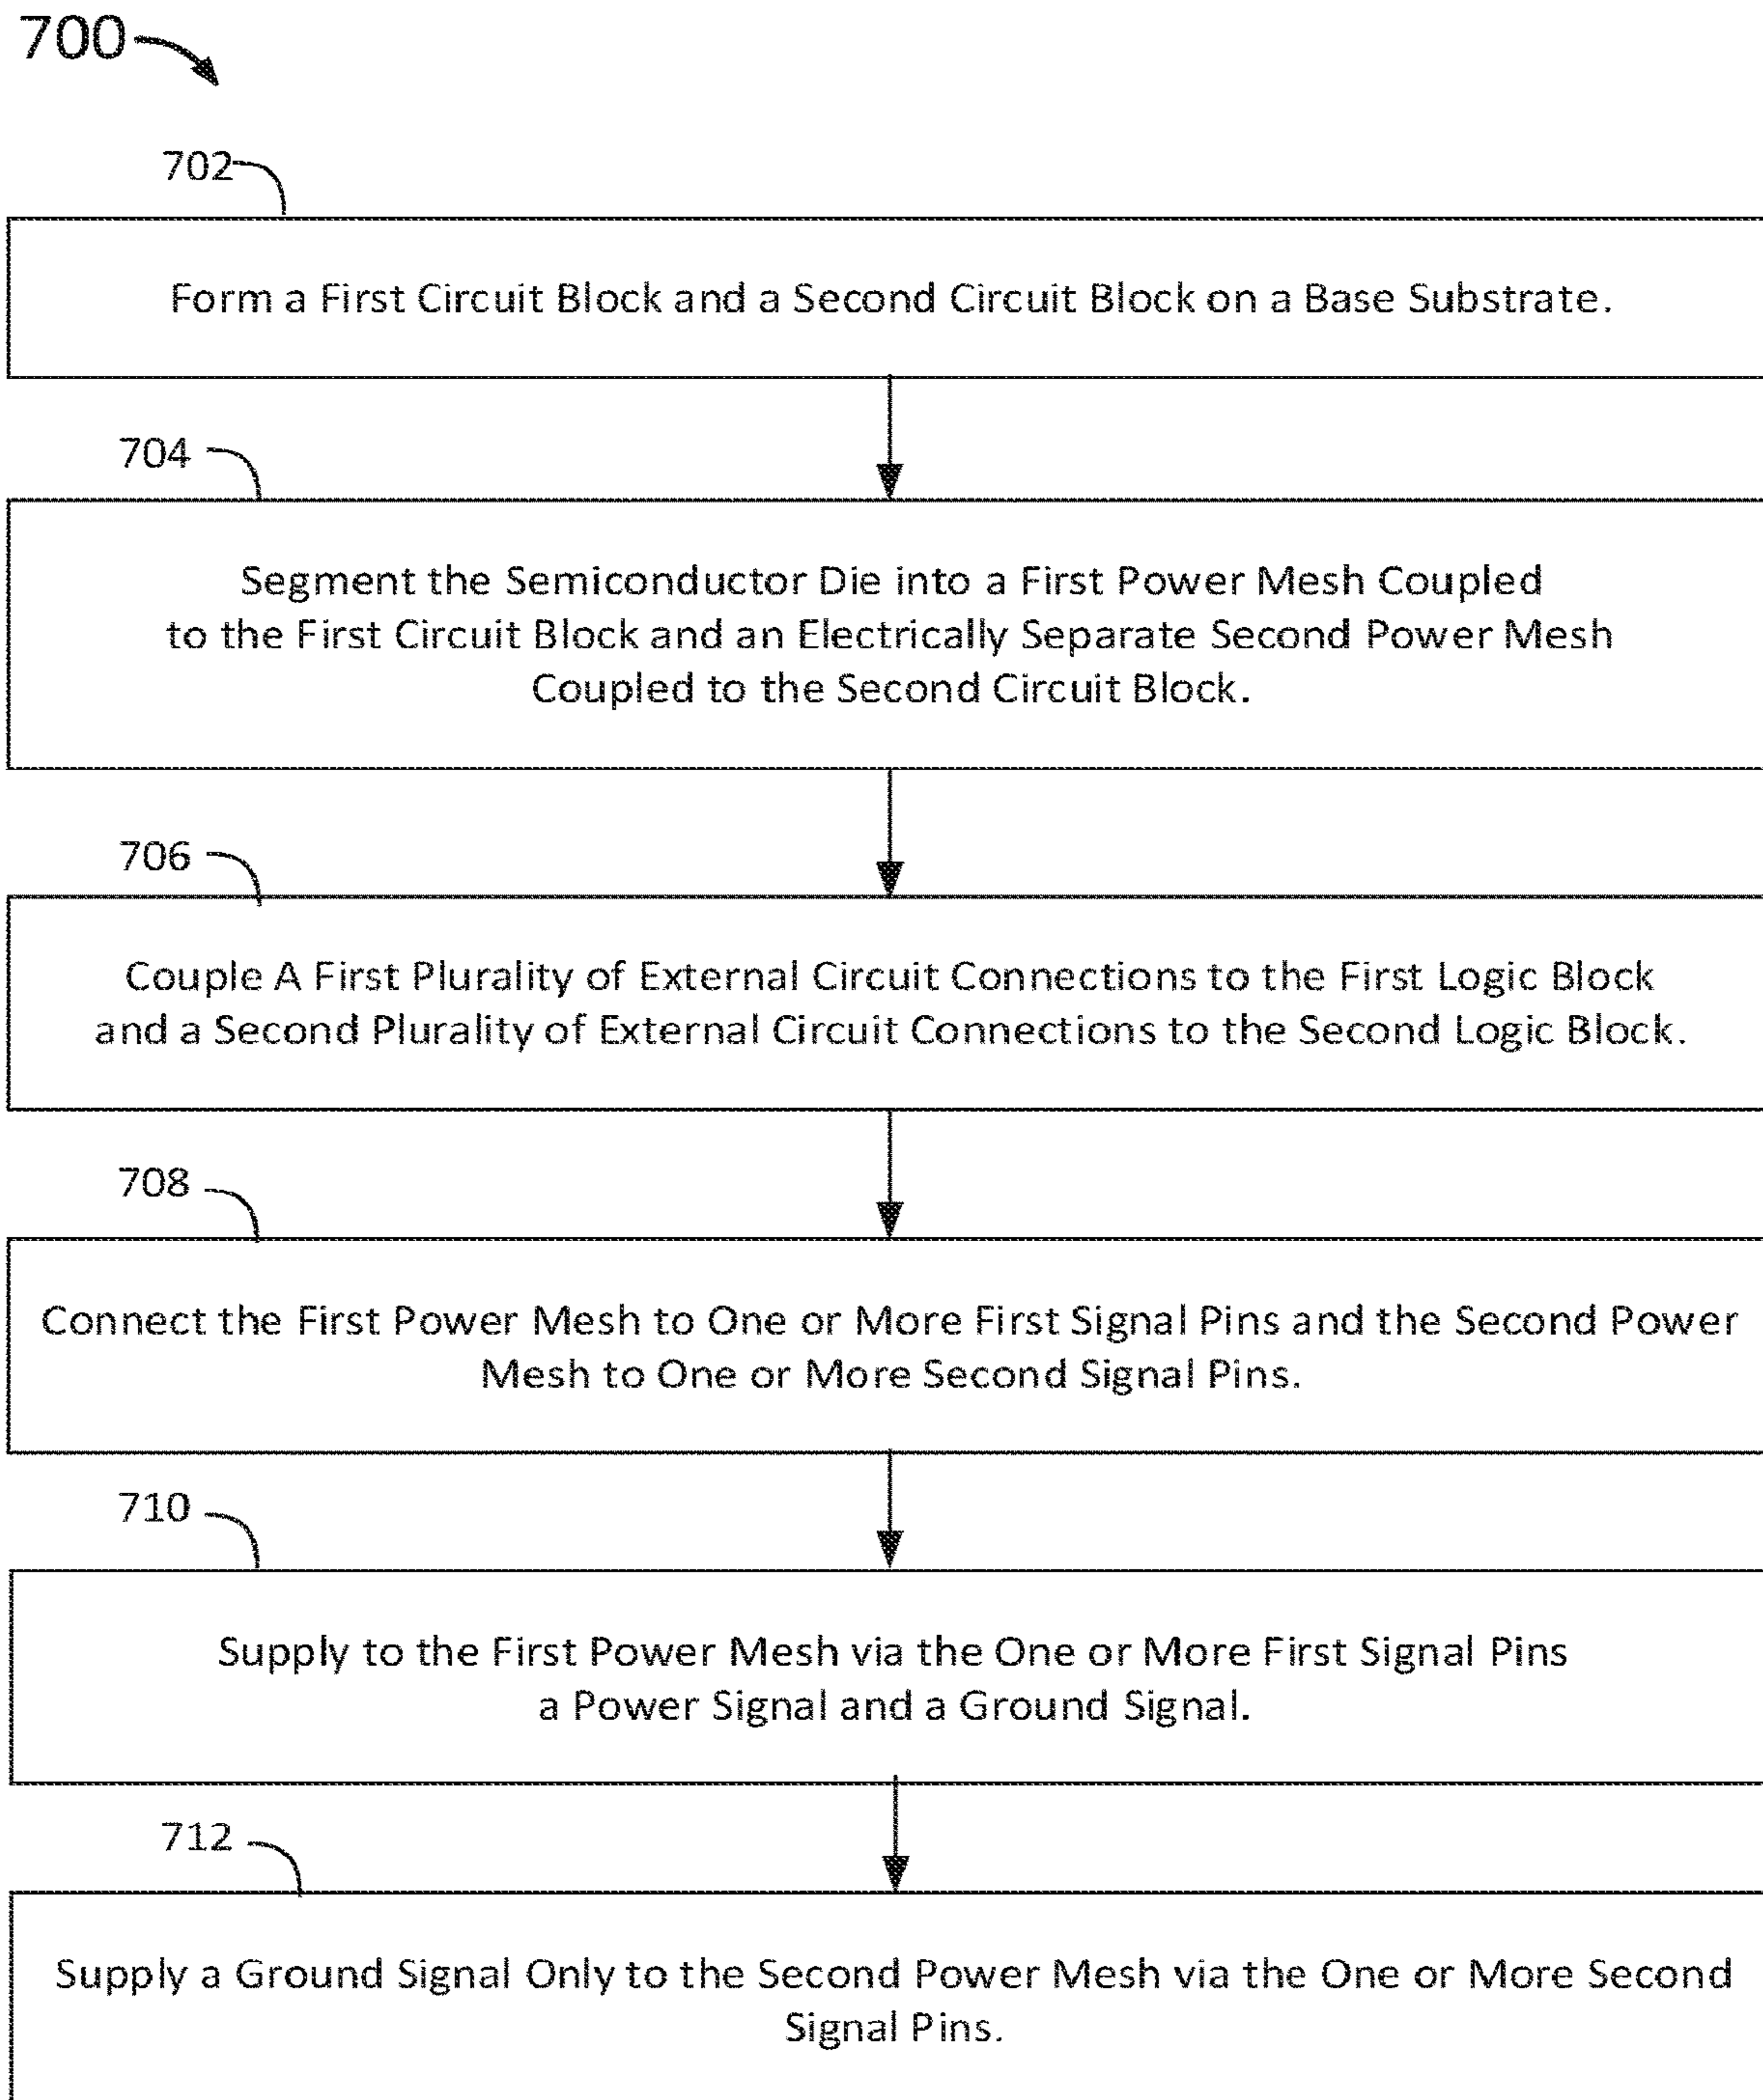 700
702
Form a First Circuit Block and a Second Circuit Block on a Base Substrate.
704
Segment the Semiconductor Die into a First Power Mesh Coupled
to the First Circuit Block and an Electrically Separate Second Power Mesh
Coupled to the Second Circuit Block.
706
Couple A First Plurality of External Circuit Connections to the First Logic Block
and a Second Plurality of External Circuit Connections to the Second Logic Block.
708
Connect the First Power Mesh to One or More First Signal Pins and the Second Power
Mesh to One or More Second Signal Pins.
710
Supply to the First Power Mesh via the One or More First Signal Pins
a Power Signal and a Ground Signal.
712
Supply a Ground Signal Only to the Second Power Mesh via the One or More Second
Signal Pins.